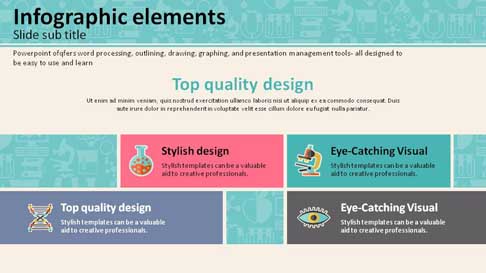 Infographic elements
Slide sub title
Powerpoint ofqfers word processing, outlining, drawing, graphing, and presentation management tools- all designed to
be easy to use and learn
Top quality design
Ut enim ad minim veniam, quis nostrud exercitation ullamco laboris nisi ut aliquip ex ea commodo consequat. Duis
aute irure dolor in reprehenderit in voluptate velit esse cillum dolore eu fugiat nulla pariatur.
Stylish design
Stylish templates can be a valuable
aid to creative professionals.
Eye-Catching Visual
Stylish templates can be a valuable
aid to creative professionals.
Top quality design
Stylish templates can be a valuable
aid to creative professionals.
Eye-Catching Visual
Stylish templates can be a valuable
aid to creative professionals.